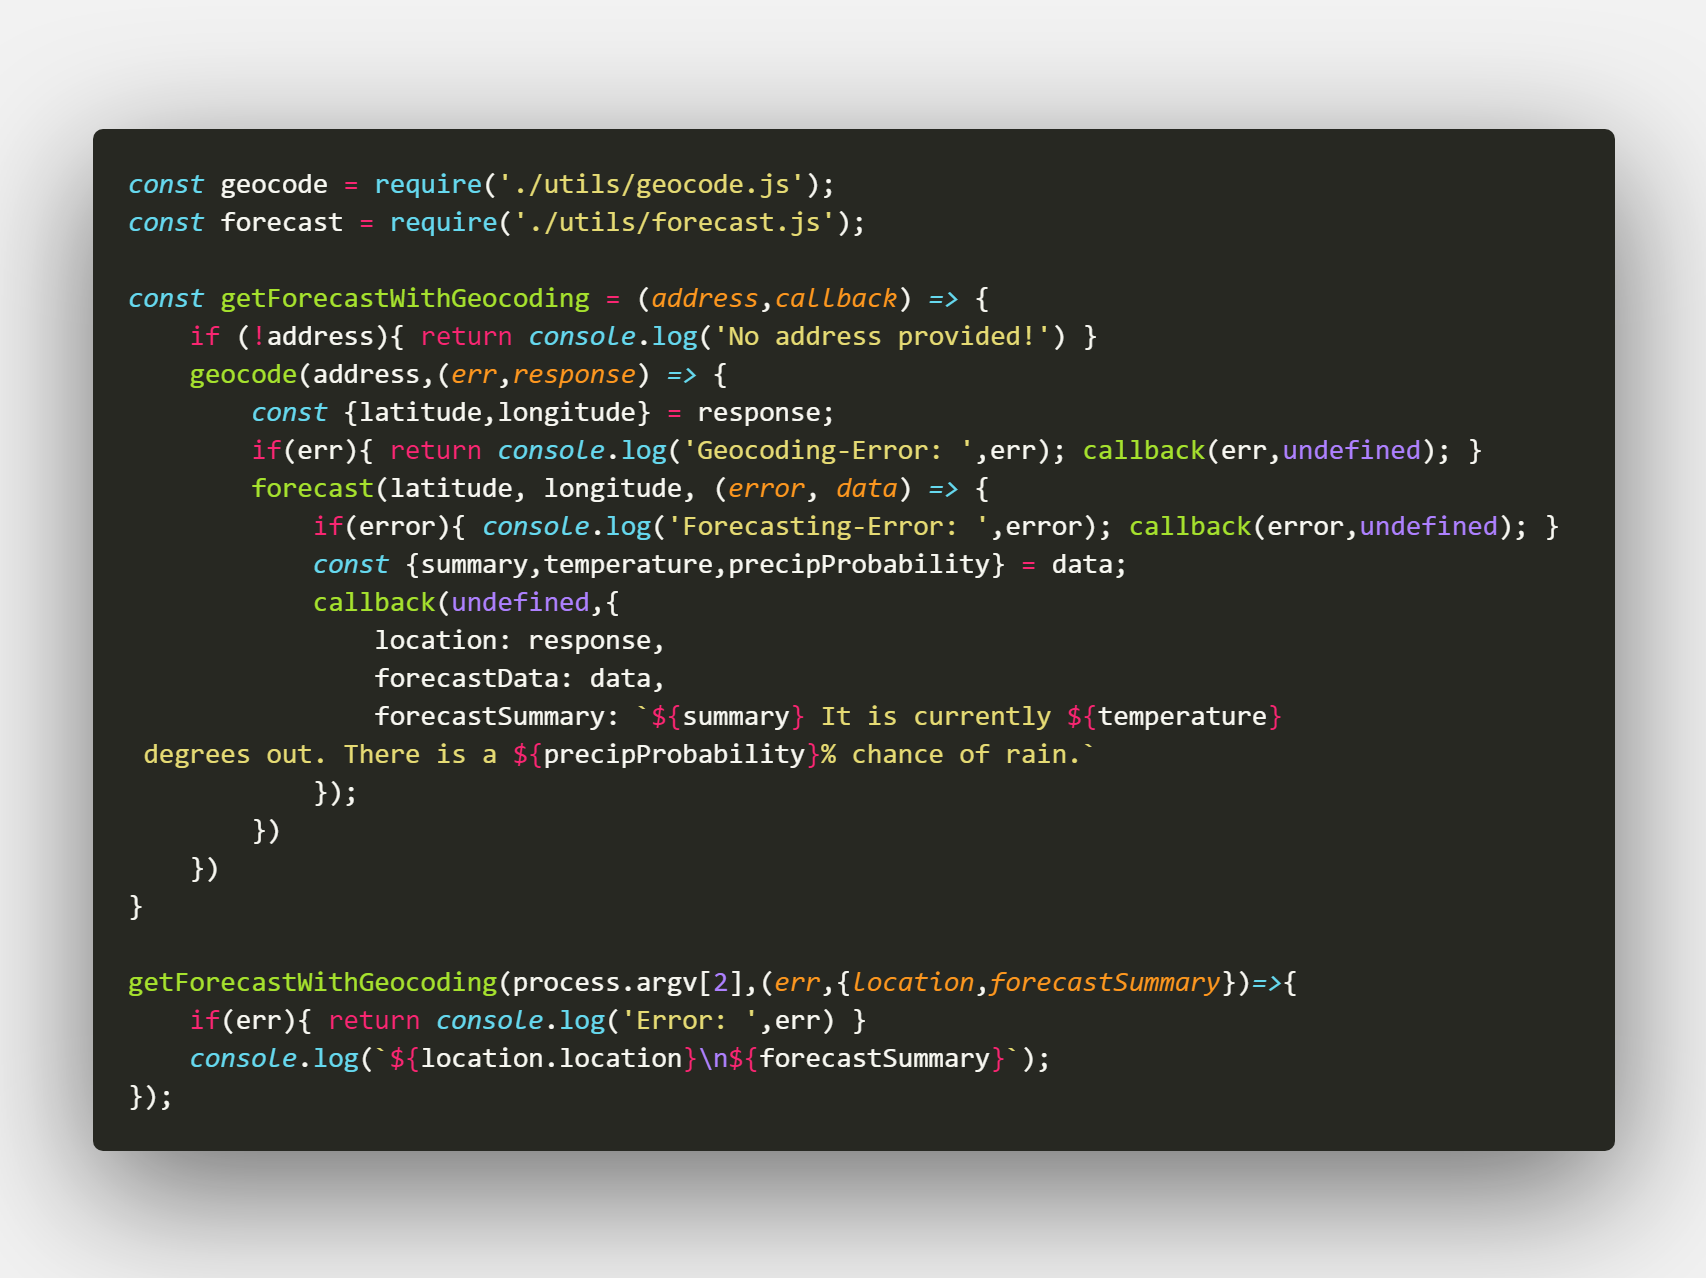 const geocode = require('./utils/geocode.js');
const forecast = require('./utils/forecast.js');

const getForecastWithGeocoding = (address,callback) => {
    if (!address){ return console.log('No address provided!') }
    geocode(address,(err,response) => {
        const {latitude,longitude} = response;
        if(err){ return console.log('Geocoding-Error: ',err); callback(err,undefined); }
        forecast(latitude, longitude, (error, data) => {
            if(error){ console.log('Forecasting-Error: ',error); callback(error,undefined); }
            const {summary,temperature,precipProbability} = data;
            callback(undefined,{
                location: response,
                forecastData: data,
                forecastSummary: `${summary} It is currently ${temperature}
 degrees out. There is a ${precipProbability}% chance of rain.`
            });
        })
    })
}

getForecastWithGeocoding(process.argv[2],(err,{location,forecastSummary})=>{
    if(err){ return console.log('Error: ',err) }
    console.log(`${location.location}\n${forecastSummary}`);
});